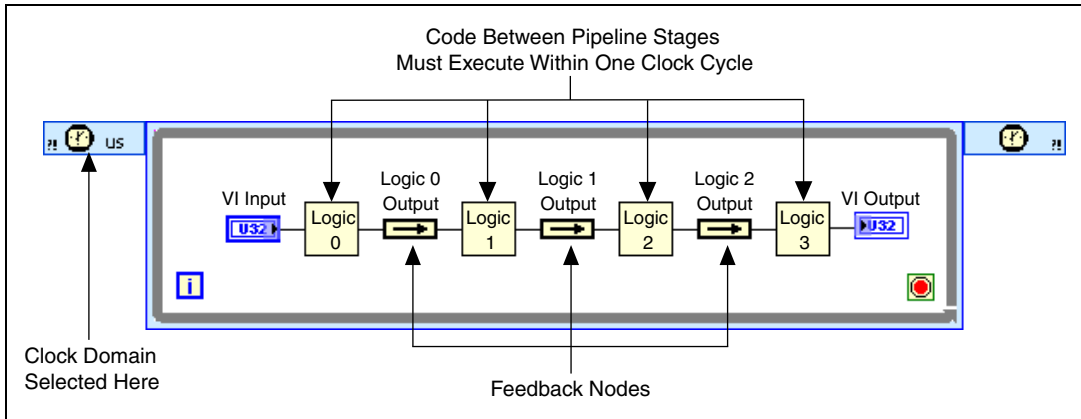 Code Between Pipeline Stages
Must Execute Within One Clock Cycle
?! us
?!
VI Input
Logic 0
Output
Logic 1
Output
Logic 2
Output
VI Output
U32
Logic
0
Logic
1
Logic
2
Logic
3
U32
i
Clock Domain
Selected Here
Feedback Nodes